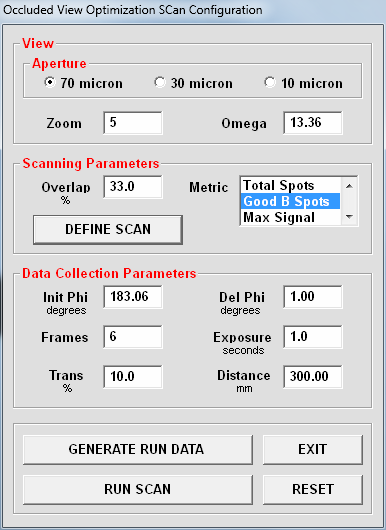 Occluded View Optimization SCan Configuration
View
Aperture
70 micron 30 micron 10 micron
Zoom 5 Omega 13.36
Scanning Parameters
Overlap 33.0 Metric Total Spots
% Good B Spots
DEFINE SCAN Max Signal
Data Collection Parameters
Init Phi 183.06 Del Phi 1.00
degrees degrees
Frames 6 Exposure 1.0
seconds
Trans 10.0 Distance 300.00
% mm
GENERATE RUN DATA EXIT
RUN SCAN RESET